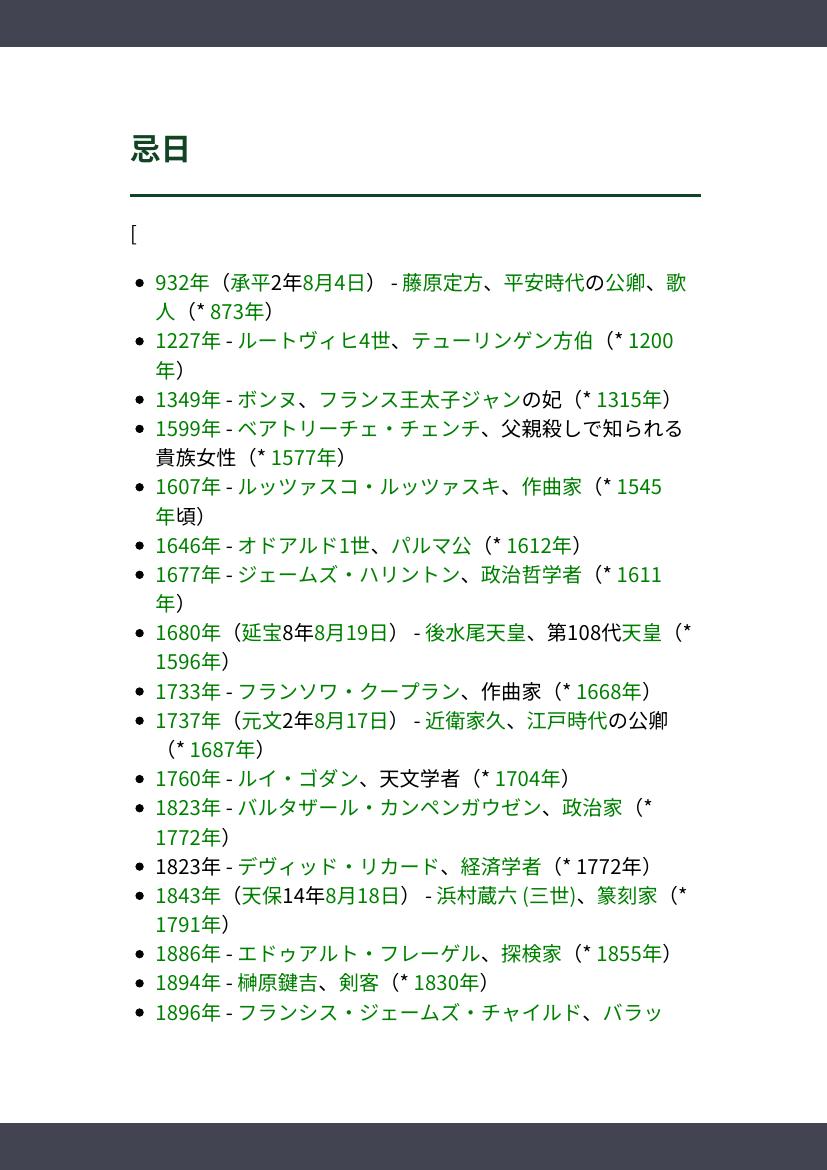 忌日
[
• 932年（承平2年8月4日） - 藤原定方、平安時代の公卿、歌
人（* 873年）
• 1227年 - ルートヴィヒ4世、テューリンゲン方伯（* 1200
年）
• 1349年 - ボンヌ、フランス王太子ジャンの妃（* 1315年）
• 1599年 - ベアトリーチェ・チェンチ、父親殺しで知られる
貴族女性（* 1577年）
• 1607年 - ルッツァスコ・ルッツァスキ、作曲家（* 1545
年頃）
• 1646年 - オドアルド1世、パルマ公（* 1612年）
• 1677年 - ジェームズ・ハリントン、政治哲学者（* 1611
年）
• 1680年（延宝8年8月19日） - 後水尾天皇、第108代天皇（*
1596年）
• 1733年 - フランソワ・クープラン、作曲家（* 1668年）
• 1737年（元文2年8月17日） - 近衛家久、江戸時代の公卿
（* 1687年）
• 1760年 - ルイ・ゴダン、天文学者（* 1704年）
• 1823年 - バルタザール・カンペンガウゼン、政治家（*
1772年）
• 1823年 - デヴィッド・リカード、経済学者（* 1772年）
• 1843年（天保14年8月18日） - 浜村蔵六 (三世)、篆刻家（*
1791年）
• 1886年 - エドゥアルト・フレーゲル、探検家（* 1855年）
• 1894年 - 榊原鍵吉、剣客（* 1830年）
• 1896年 - フランシス・ジェームズ・チャイルド、バラッ